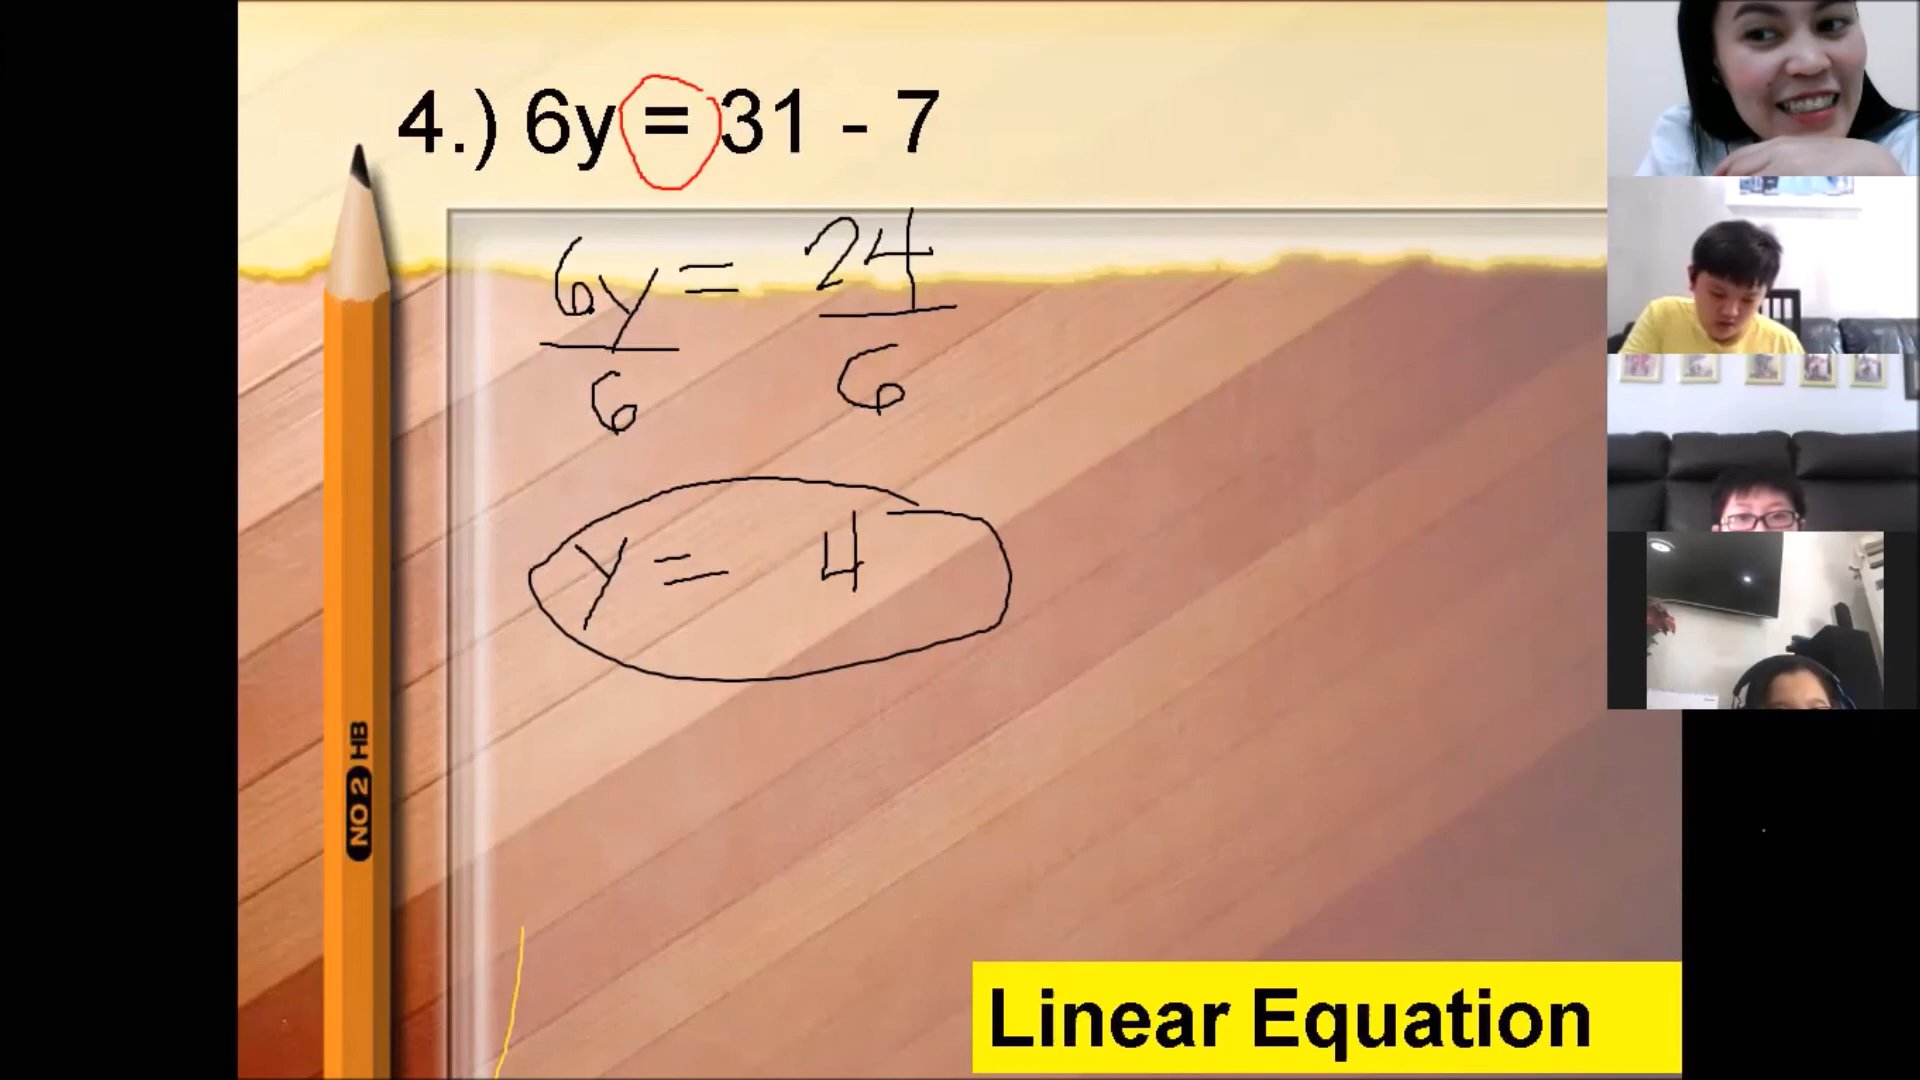 4.) 6y = 31 - 7
6y = 24
6 6
y = 4
NO 2 HB
Linear Equation